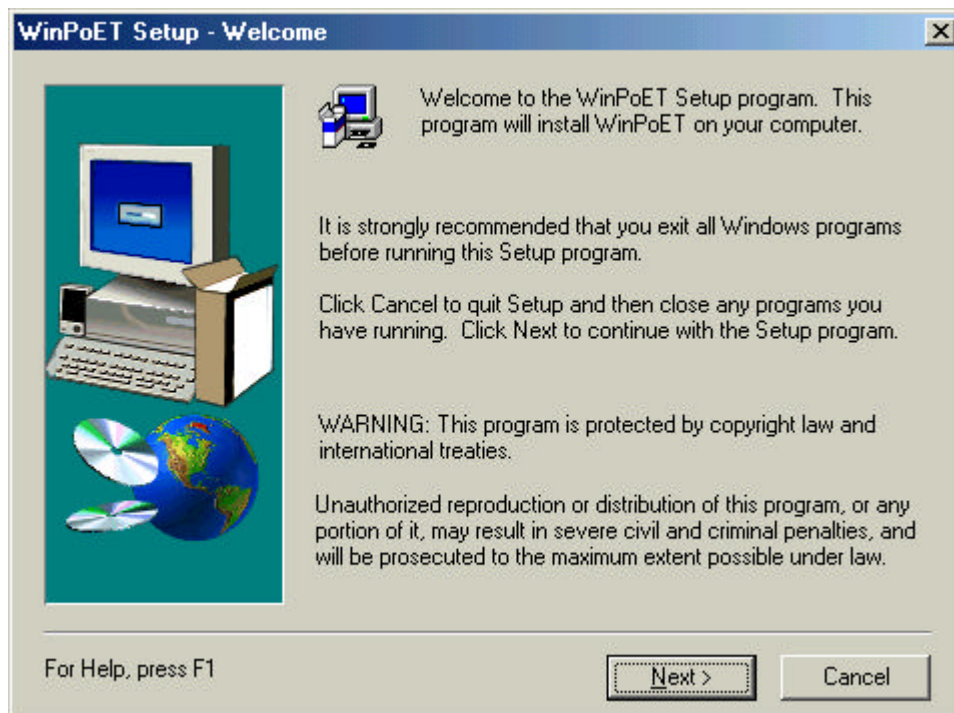 WinPoET Setup - Welcome
Welcome to the WinPoET Setup program.  This
program will install WinPoET on your computer.
It is strongly recommended that you exit all Windows programs
before running this Setup program.
Click Cancel to quit Setup and then close any programs you
have running.  Click Next to continue with the Setup program.
WARNING: This program is protected by copyright law and
international treaties.
Unauthorized reproduction or distribution of this program, or any
portion of it, may result in severe civil and criminal penalties, and
will be prosecuted to the maximum extent possible under law.
For Help, press F1
Next >
Cancel